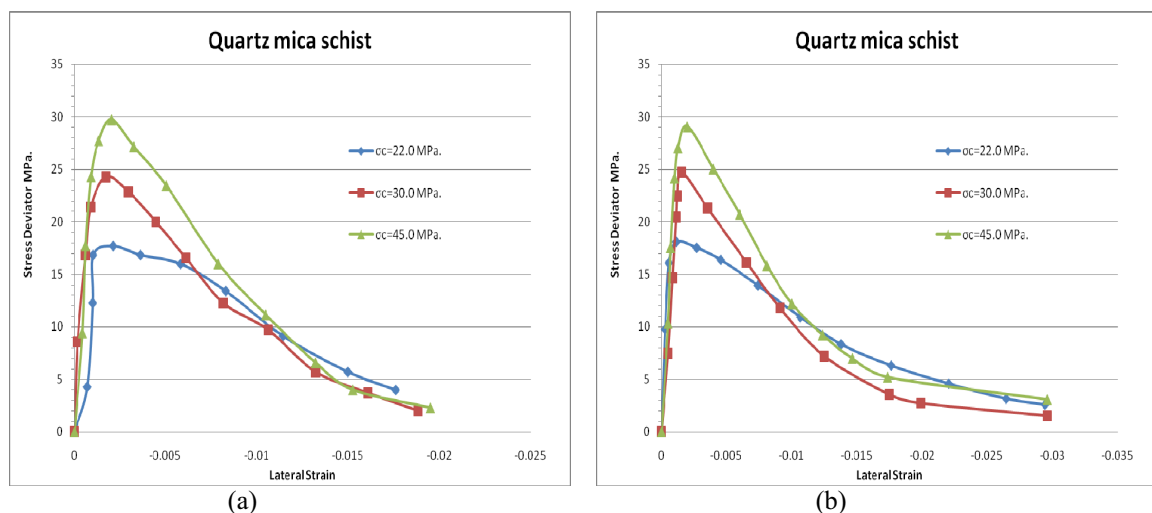 Quartz mica schist
35
30
25
20
15
10
5
0
Stress Deviator MPa.
σc=22.0 MPa.
σc=30.0 MPa.
σc=45.0 MPa.
0 -0.005 -0.01 -0.015 -0.02 -0.025
Lateral Strain
(a)
Quartz mica schist
35
30
25
20
15
10
5
0
Stress Deviator MPa.
σc=22.0 MPa.
σc=30.0 MPa.
σc=45.0 MPa.
0 -0.005 -0.01 -0.015 -0.02 -0.025 -0.03 -0.035
Lateral Strain
(b)